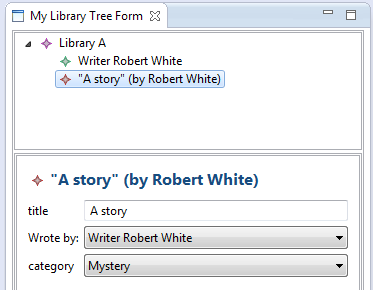 My Library Tree Form
Library A
Writer Robert White
"A story" (by Robert White)
"A story" (by Robert White)
title A story
Wrote by: Writer Robert White
category Mystery